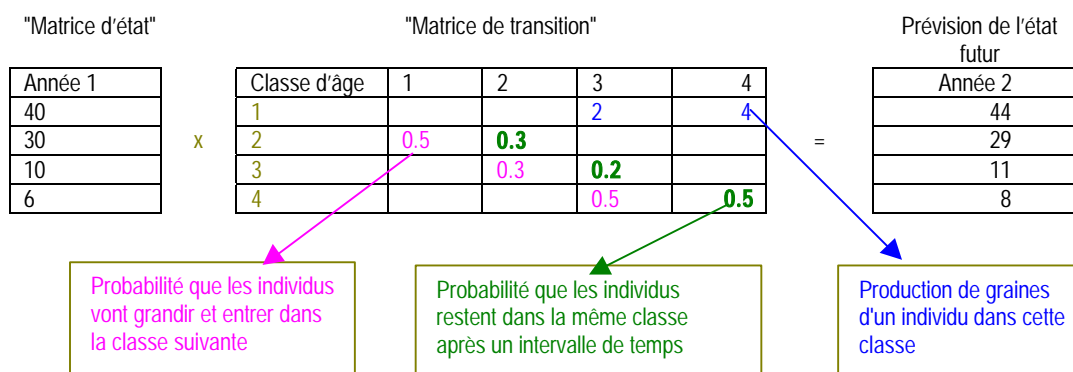 "Matrice d'état" "Matrice de transition" Prévision de l'état
futur
Année 1 Classe d'âge 1 2 3 4 Année 2
40 1 2 4 44
30 x 2 0.5 0.3 = 29
10 3 0.3 0.2 11
6 4 0.5 0.5 8
Probabilité que les individus
vont grandir et entrer dans
la classe suivante
Probabilité que les individus
restent dans la même classe
après un intervalle de temps
Production de graines
d'un individu dans cette
classe